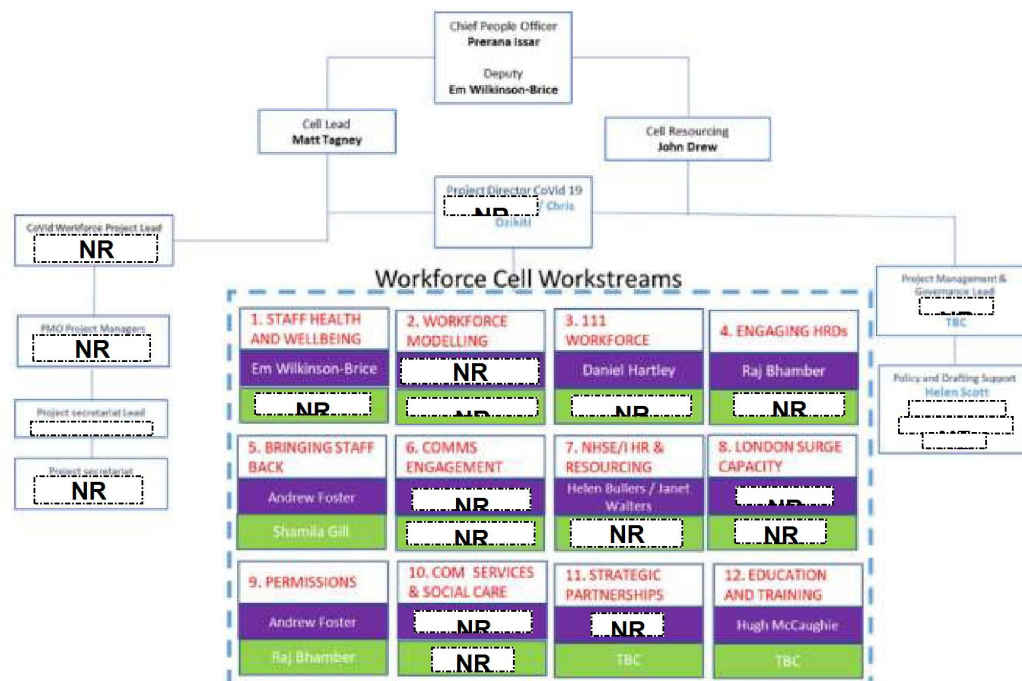 Chief People Officer
Prerana Issar
Deputy
Em Wilkinson-Brice
Cell Lead
Matt Tagney
Cell Resourcing
John Drew
Project Director CoVid 19
NR / Chris
Ozikiti
CoVid Workforce Project Lead
NR
PMO Project Managers
NR
Project secretariat Lead
Project secretariat
NR
Project Management &
Governance Lead
TBC
Policy and Drafting Support
Helen Scott
Workforce Cell Workstreams
1. STAFF HEALTH
AND WELLBEING
Em Wilkinson-Brice
NR
2. WORKFORCE
MODELLING
NR
3. 111
WORKFORCE
Daniel Hartley
NR
4. ENGAGING HRDs
Raj Bhamber
NR
5. BRINGING STAFF
BACK
Andrew Foster
Shamila Gill
6. COMMS
ENGAGEMENT
NR
NR
7. NHSE/I HR &
RESOURCING
Helen Bullers / Janet
Walters
NR
8. LONDON SURGE
CAPACITY
NR
NR
9. PERMISSIONS
Andrew Foster
Raj Bhamber
10. COM SERVICES
& SOCIAL CARE
NR
NR
11. STRATEGIC
PARTNERSHIPS
NR
TBC
12. EDUCATION
AND TRAINING
Hugh McCaughie
TBC